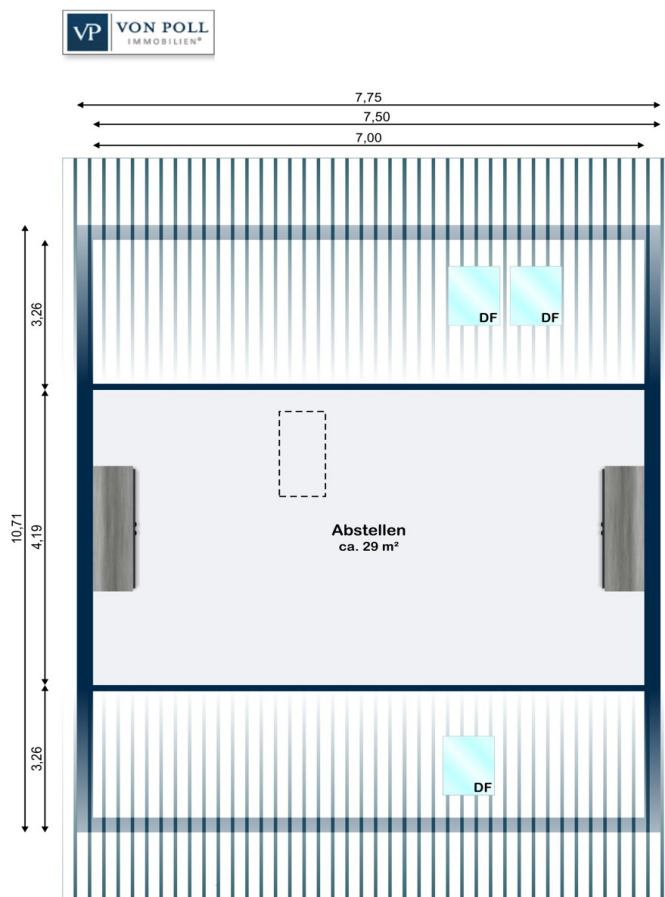 VP VON POLL
IMMOBILIEN®
7,75
7,50
7,00
3,26
DF DF
10,71
4,19
Abstellen
ca. 29 m²
3,26
DF